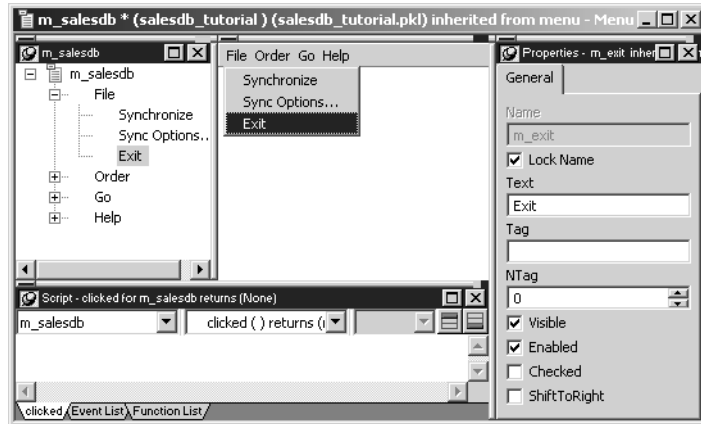 m_salesdb * (salesdb_tutorial ) (salesdb_tutorial.pkl) inherited from menu - Menu
m_salesdb
m_salesdb
File
Synchronize
Sync Options..
Exit
Order
Go
Help
File Order Go Help
Synchronize
Sync Options...
Exit
Properties - m_exit inher
General
Name
m_exit
Lock Name
Text
Exit
Tag
NTag
0
Visible
Enabled
Checked
ShiftToRight
Script - clicked for m_salesdb returns (None)
m_salesdb
clicked ( ) returns (
clicked
Event List
Function List